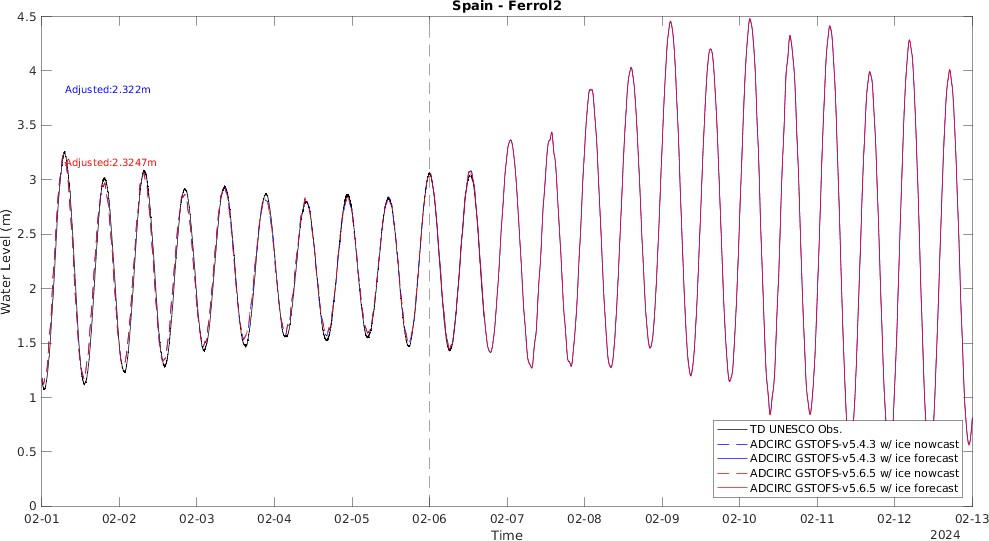 Spain - Ferrol2
4.5
4
3.5
3
2.5
2
1.5
1
0.5
0
Water Level (m)
Adjusted:2.322m
Adjusted:2.3247m
TD UNESCO Obs.
ADCIRC GSTOFS-v5.4.3 w/ ice nowcast
ADCIRC GSTOFS-v5.4.3 w/ ice forecast
ADCIRC GSTOFS-v5.6.5 w/ ice nowcast
ADCIRC GSTOFS-v5.6.5 w/ ice forecast
02-01 02-02 02-03 02-04 02-05 02-06 02-07 02-08 02-09 02-10 02-11 02-12 02-13
Time
2024